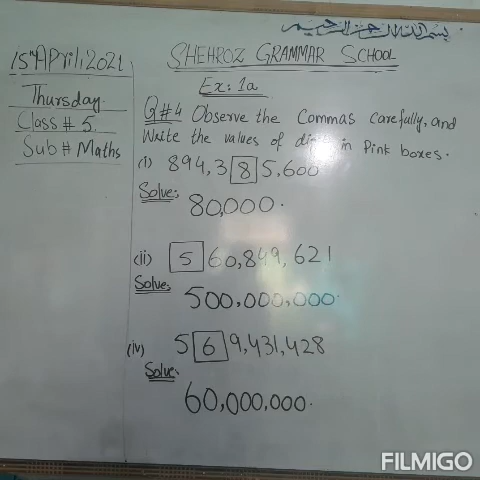 بسم اللہ الرحمن الرحیم
15th April, 2021
SHEHROZ GRAMMAR SCHOOL
Thursday
Class # 5.
Sub # Maths
Ex: 1a
Q#4 Observe the Commas carefully, and
Write the values of in Pink boxes.
(i) 894,385,600
Solve:
80,000.
(ii) 560,849,621
Solve:
500,000,000.
(iv) 569,431,428
Solve:
60,000,000.
FILMIGO